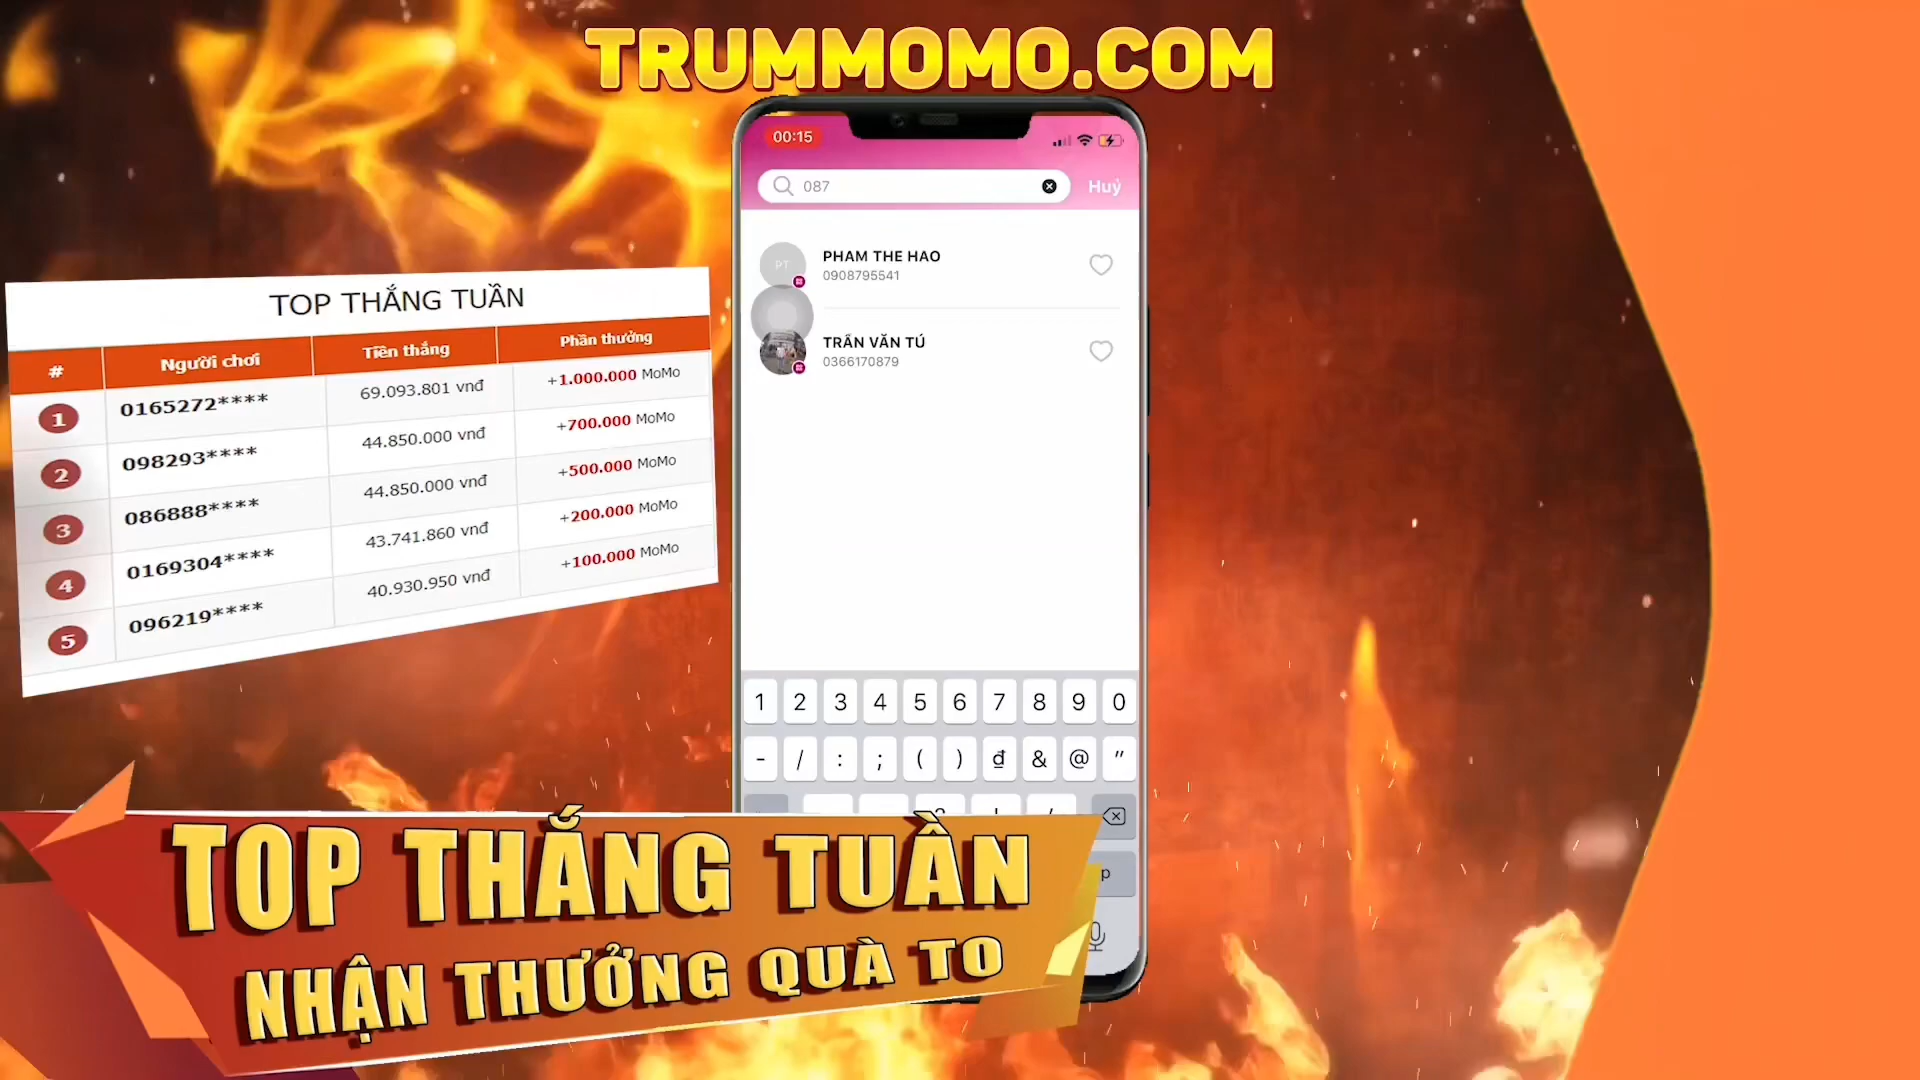 TRUMMOMO.COM
00:15
087
Huỷ
PT
PHAM THE HAO
0908795541
TRẦN VĂN TÚ
0366170879
TOP THẮNG TUẦN
# Người chơi Tiền thắng Phần thưởng
1 0165272**** 69.093.801 vnđ +1.000.000 MoMo
2 098293**** 44.850.000 vnđ +700.000 MoMo
3 086888**** 44.850.000 vnđ +500.000 MoMo
4 0169304**** 43.741.860 vnđ +200.000 MoMo
5 096219**** 40.930.950 vnđ +100.000 MoMo
1 2 3 4 5 6 7 8 9 0
- / : ; ( ) đ & @ "
p
TOP THẮNG TUẦN
NHẬN THƯỞNG QUÀ TO